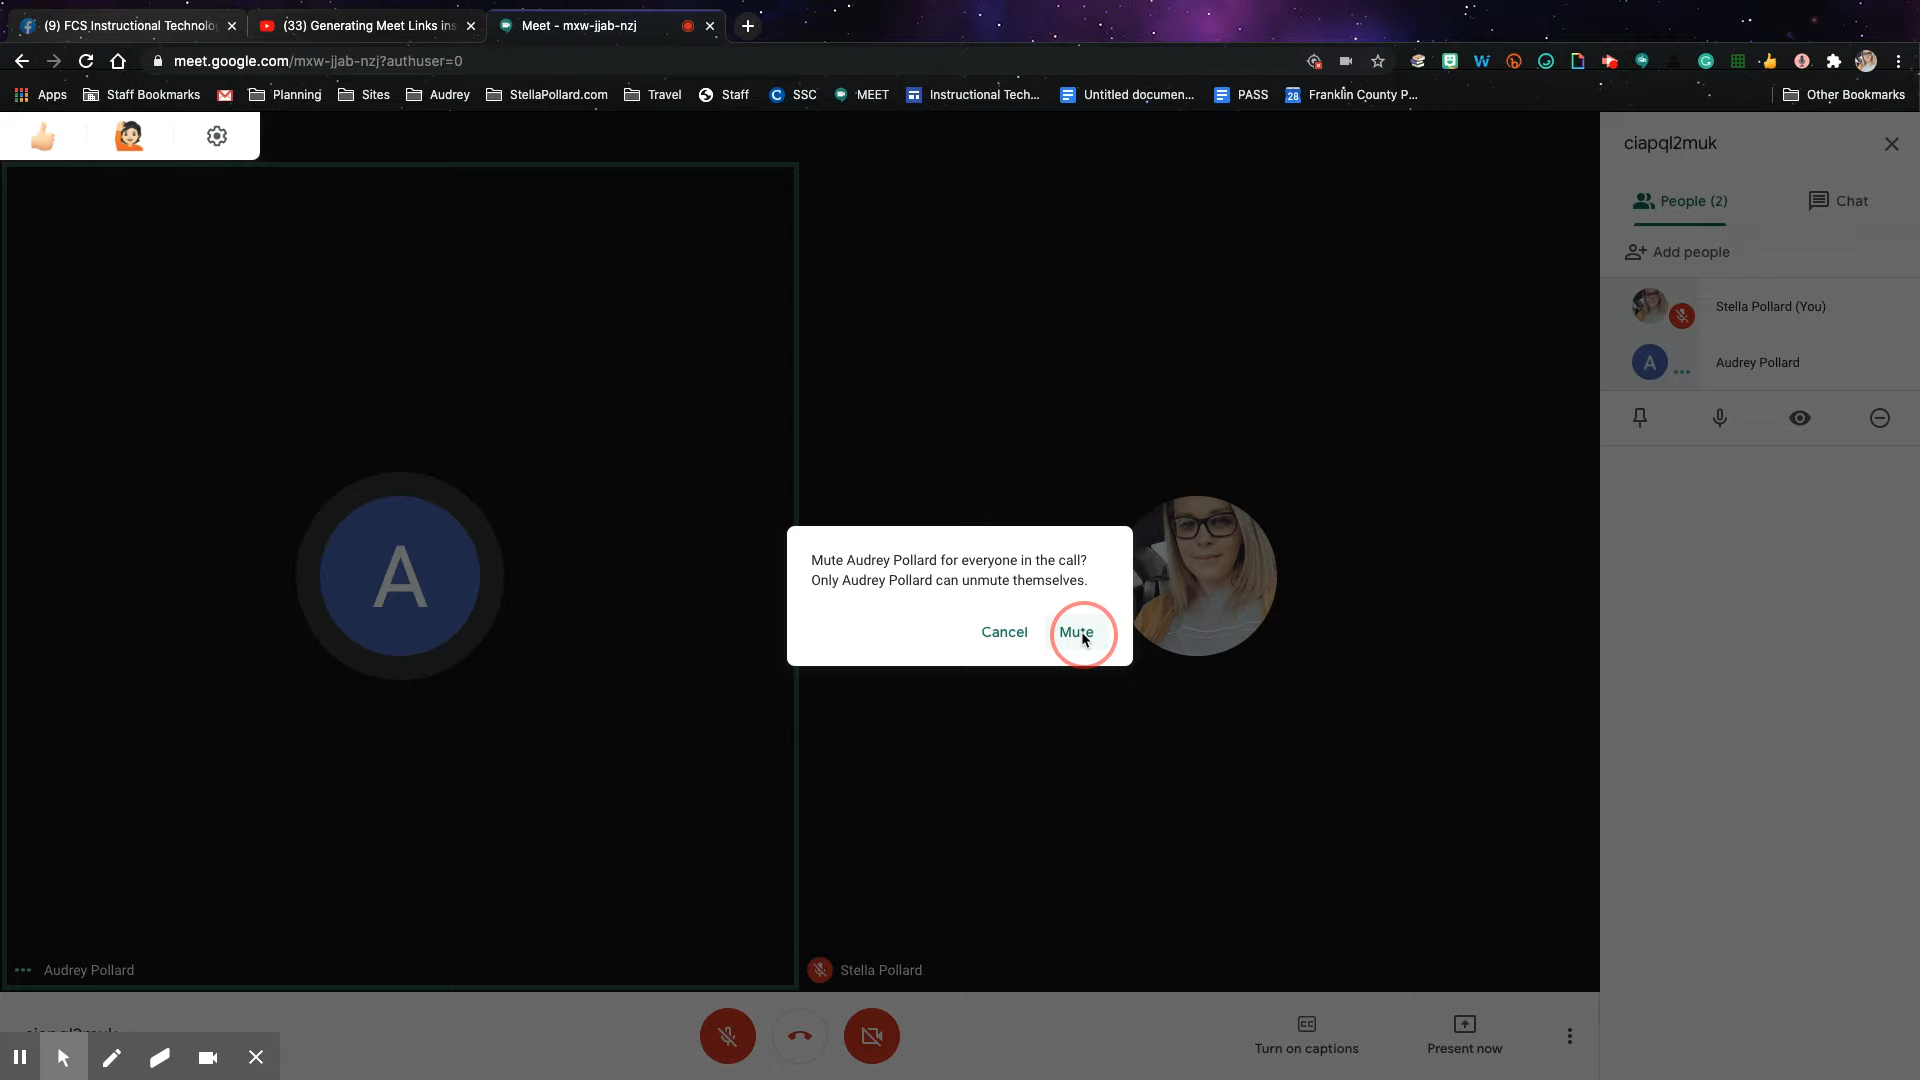 (9) FCS Instructional Technolo
(33) Generating Meet Links ins
Meet - mxw-jjab-nzj
meet.google.com/mxw-jjab-nzj?authuser=0
Apps
Staff Bookmarks
Planning
Sites
Audrey
StellaPollard.com
Travel
Staff
SSC
MEET
Instructional Tech...
Untitled documen...
PASS
28
Franklin County P...
Other Bookmarks
ciapql2muk
People (2)
Chat
Add people
Stella Pollard (You)
A
Audrey Pollard
A
Mute Audrey Pollard for everyone in the call?
Only Audrey Pollard can unmute themselves.
Cancel
Mute
Audrey Pollard
Stella Pollard
CC
Turn on captions
Present now